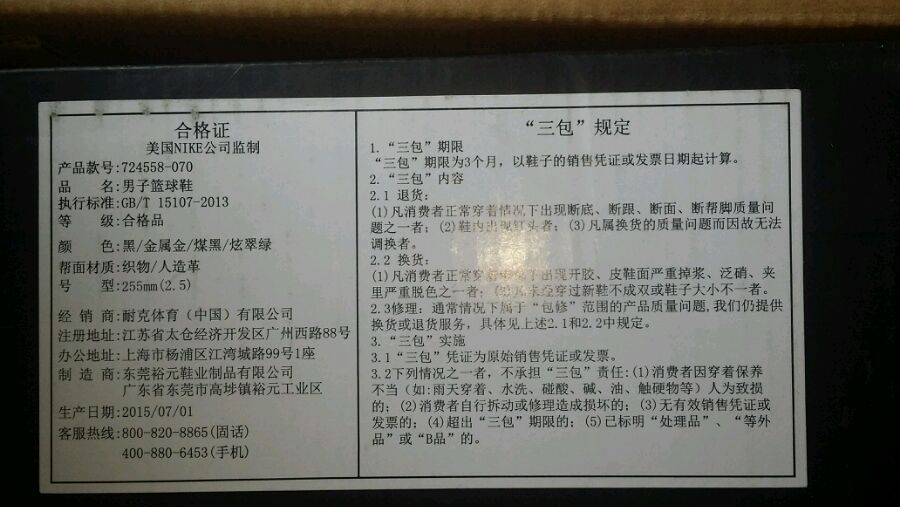 合格证
美国NIKE公司监制
产品款号:724558-070
品 名:男子篮球鞋
执行标准:GB/T 15107-2013
等 级:合格品
颜 色:黑/金属金/煤黑/炫翠绿
帮面材质:织物/人造革
号 型:255mm(2.5)
经 销 商:耐克体育（中国）有限公司
注册地址:江苏省太仓经济开发区广州西路88号
办公地址:上海市杨浦区江湾城路99号1座
制 造 商:东莞裕元鞋业制品有限公司
广东省东莞市高埗镇裕元工业区
生产日期:2015/07/01
客服热线:800-820-8865(固话)
400-880-6453(手机)
“三包”规定
1.“三包”期限
“三包”期限为3个月，以鞋子的销售凭证或发票日期起计算。
2.“三包”内容
2.1 退货:
(1)凡消费者正常穿着情况下出现断底、断跟、断面、断帮脚质量问
题之一者；(2)鞋内出现钉头者；(3)凡属换货的质量问题而因故无法
调换者。
2.2 换货:
(1)凡消费者正常穿着 下出现开胶、皮鞋面严重掉浆、泛硝、夹
里严重脱色之一者； 穿过新鞋不成双或鞋子大小不一者。
2.3修理: 通常情况下属于“包修”范围的产品质量问题,我们仍提供
换货或退货服务，具体见上述2.1和2.2中规定。
3.“三包”实施
3.1“三包”凭证为原始销售凭证或发票。
3.2下列情况之一者，不承担“三包”责任:(1)消费者因穿着保养
不当(如:雨天穿着、水洗、碰酸、碱、油、触硬物等）人为致损
的；(2)消费者自行拆动或修理造成损坏的；(3)无有效销售凭证或
发票的；(4)超出“三包”期限的；(5)已标明“处理品”、“等外
品”或“B品”的。